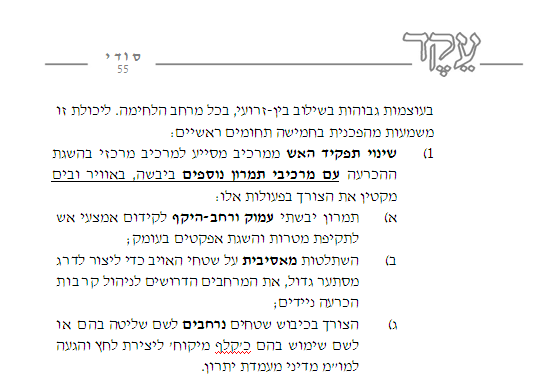 עֵקֶד
סודי
55
בעוצמות גבוהות בשילוב בין-זרועי, בכל מרחב הלחימה. ליכולת זו
משמעות מהפכנית בחמישה תחומים ראשיים:
1) שינוי תפקיד האש ממרכיב מסייע למרכיב מרכזי בהשגת
ההכרעה עם מרכיבי תמרון נוספים ביבשה, באוויר ובים
מקטין את הצורך בפעולות אלו:
א) תמרון יבשתי עמוק ורחב-היקף לקידום אמצעי אש
לתקיפת מטרות והשגת אפקטים בעומק;
ב) השתלטות מאסיבית על שטחי האויב כדי ליצור לדרג
מסתער גדול, את המרחבים הדרושים לניהול קרבות
הכרעה ניידים;
ג) הצורך בכיבוש שטחים נרחבים לשם שליטה בהם או
לשם שימוש בהם כ'קלף מיקוח' ליצירת לחץ והגעה
למו"מ מדיני מעמדת יתרון.